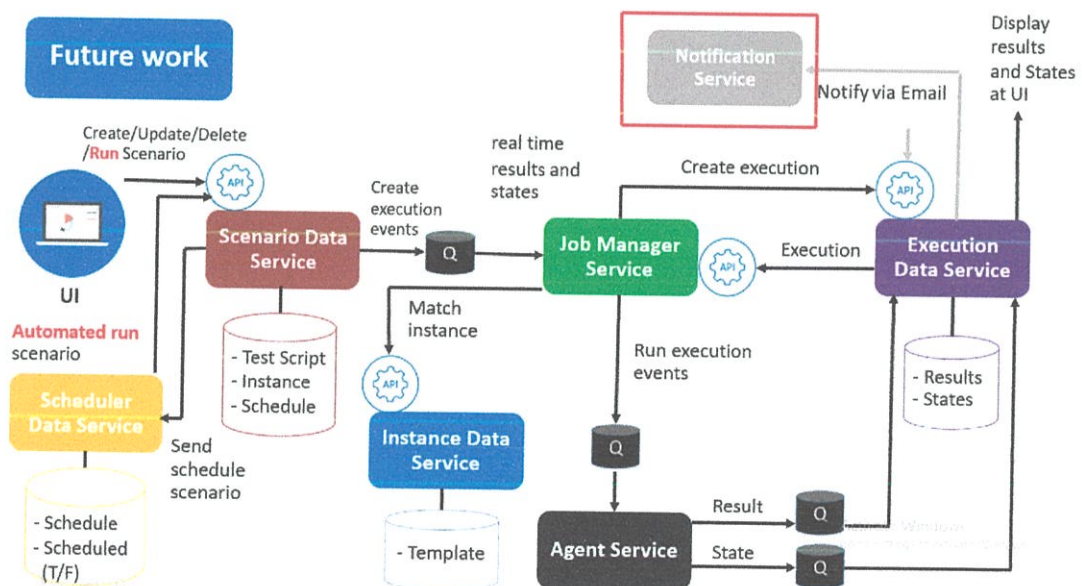 Future work
Notification
Service
Display
results
and States
at UI
Notify via Email
Create/Update/Delete
/Run Scenario
API
real time
results and
states
Create execution
API
Create
execution
events
Scenario Data
Service
Q
Job Manager
Service
API
Execution
Execution
Data Service
UI
Match
instance
Automated run
scenario
- Test Script
- Instance
- Schedule
Run execution
events
- Results
- States
API
Scheduler
Data Service
Send
schedule
scenario
Instance Data
Service
Q
- Schedule
- Scheduled
(T/F)
- Template
Agent Service
Result
Q
State
Q
Windows